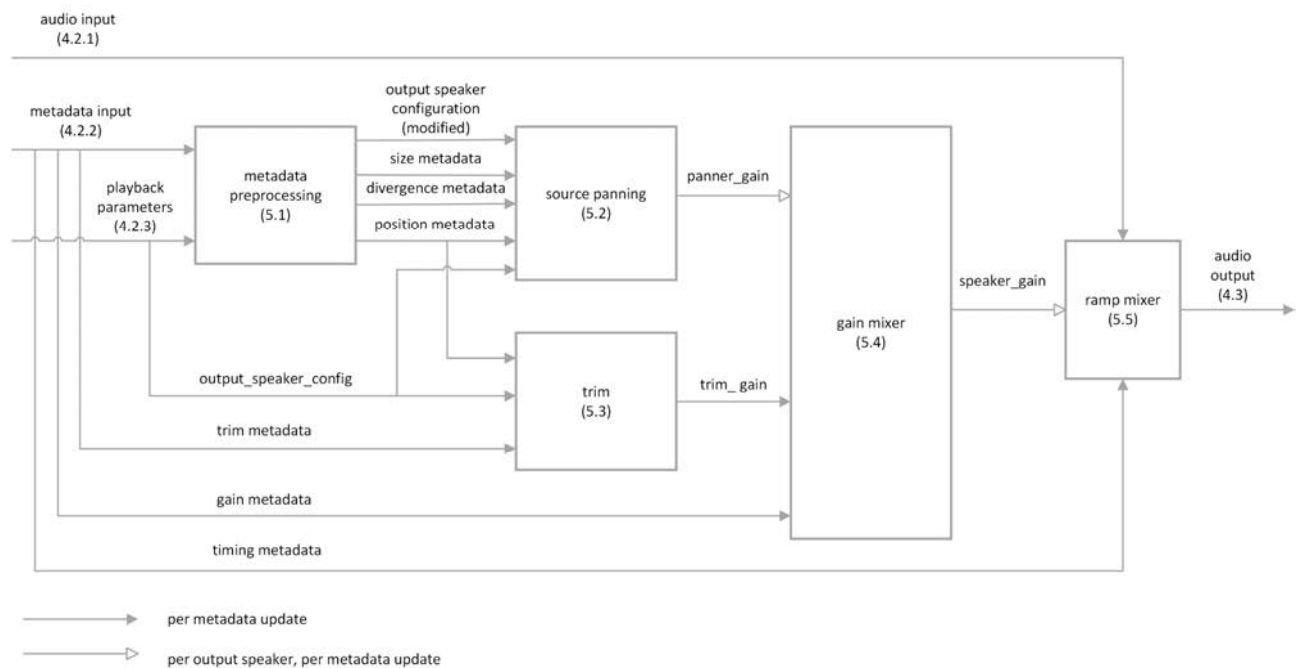 audio input
(4.2.1)
metadata input
(4.2.2)
playback
parameters
(4.2.3)
metadata
preprocessing
(5.1)
output speaker
configuration
(modified)
size metadata
divergence metadata
position metadata
source panning
(5.2)
panner_gain
output_speaker_config
trim metadata
trim
(5.3)
trim_ gain
gain metadata
timing metadata
gain mixer
(5.4)
speaker_gain
ramp mixer
(5.5)
audio
output
(4.3)
per metadata update
per output speaker, per metadata update